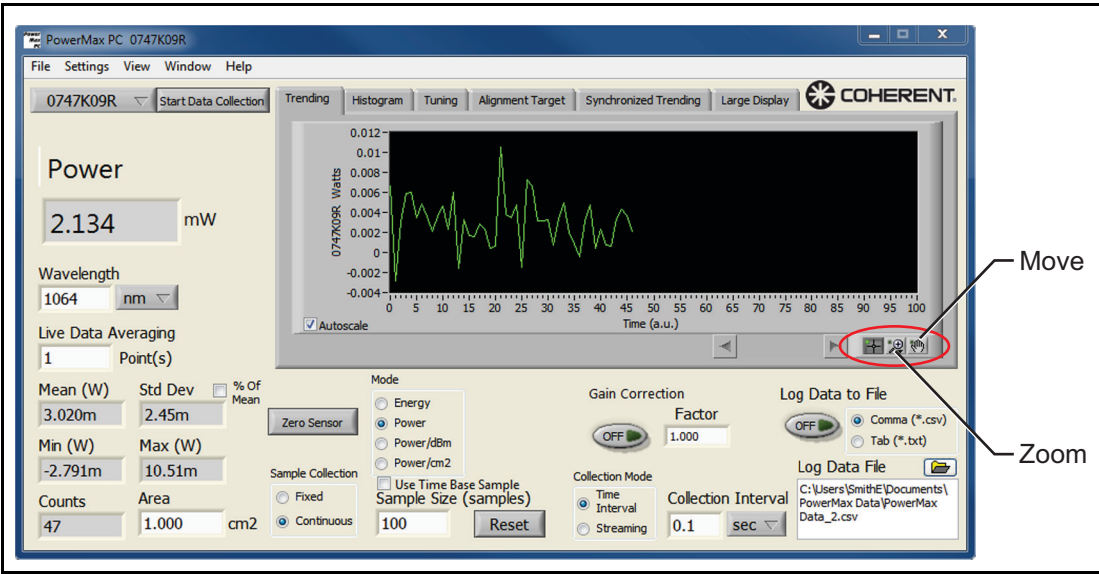 PowerMax PC 0747K09R
File Settings View Window Help
0747K09R Start Data Collection
Trending Histogram Tuning Alignment Target Synchronized Trending Large Display
COHERENT.
Power
2.134 mW
Wavelength
1064 nm
Live Data Averaging
1 Point(s)
0747K09R Watts
0.012
0.01
0.008
0.006
0.004
0.002
0
-0.002
-0.004
0 5 10 15 20 25 30 35 40 45 50 55 60 65 70 75 80 85 90 95 100
Autoscale
Time (a.u.)
Move
Zoom
Mean (W) Std Dev % Of Mean
3.020m 2.45m
Min (W) Max (W)
-2.791m 10.51m
Counts Area
47 1.000 cm2
Zero Sensor
Sample Collection
Fixed
Continuous
Mode
Energy
Power
Power/dBm
Power/cm2
Use Time Base Sample
Sample Size (samples)
100 Reset
Gain Correction
Factor
OFF 1.000
Collection Mode
Time Interval
Streaming
Collection Interval
0.1 sec
Log Data to File
OFF
Comma (*.csv)
Tab (*.txt)
Log Data File
C:\Users\SmithE\Documents\
PowerMax Data\PowerMax
Data_2.csv